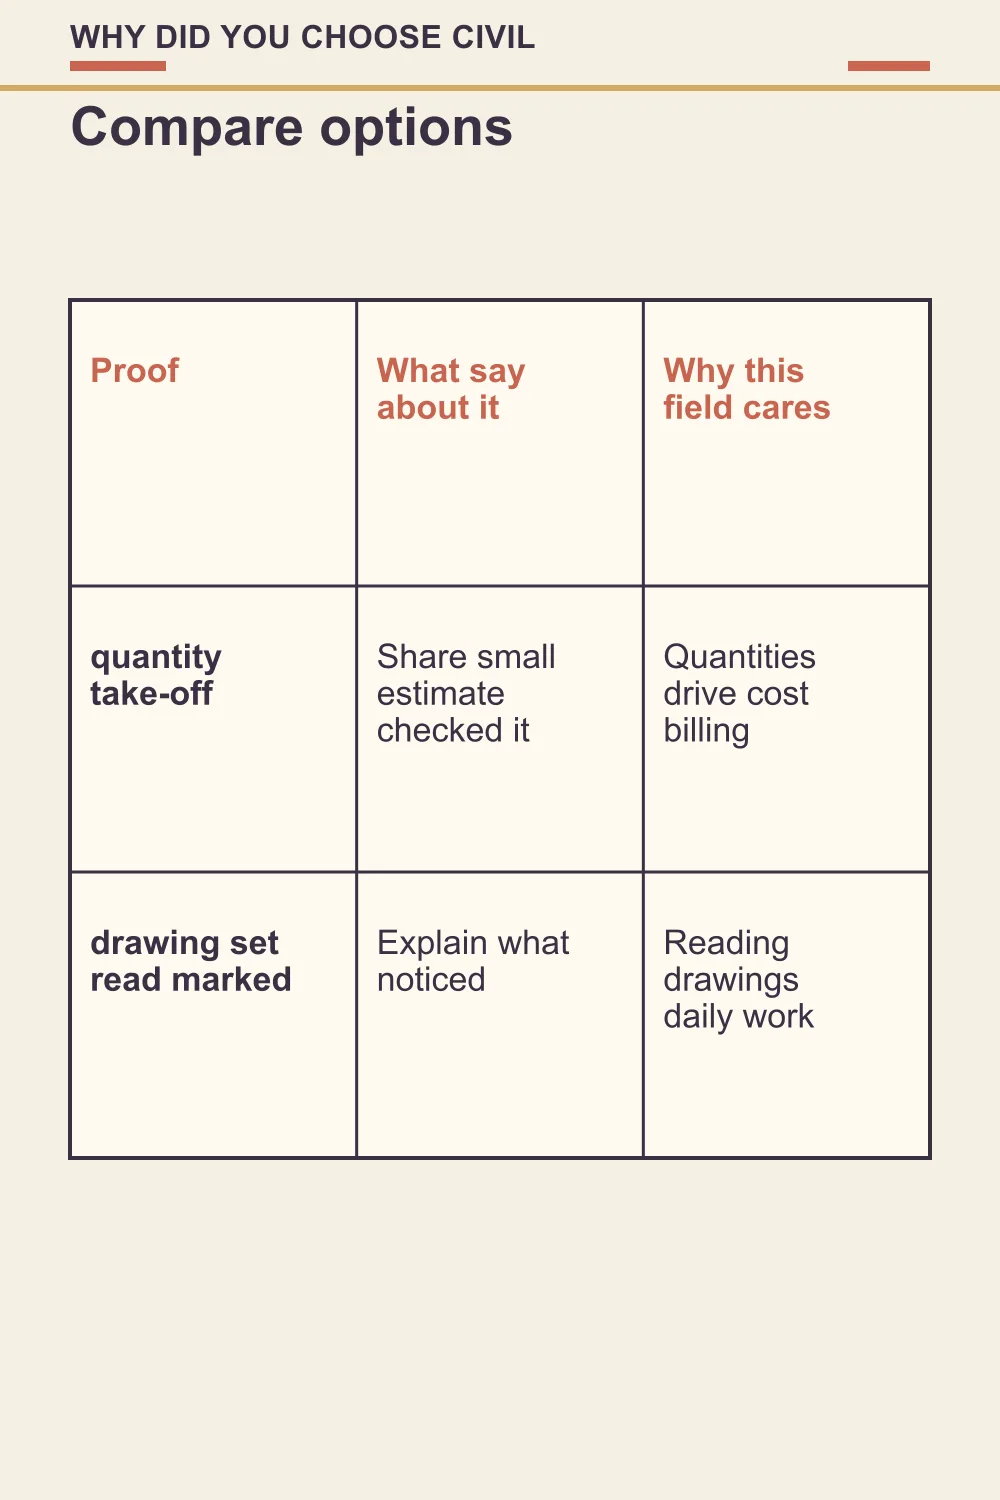 WHY DID YOU CHOOSE CIVIL
Compare options
Proof
What say
about it
Why this
field cares
quantity
take-off
Share small
estimate
checked it
Quantities
drive cost
billing
drawing set
read marked
Explain what
noticed
Reading
drawings
daily work